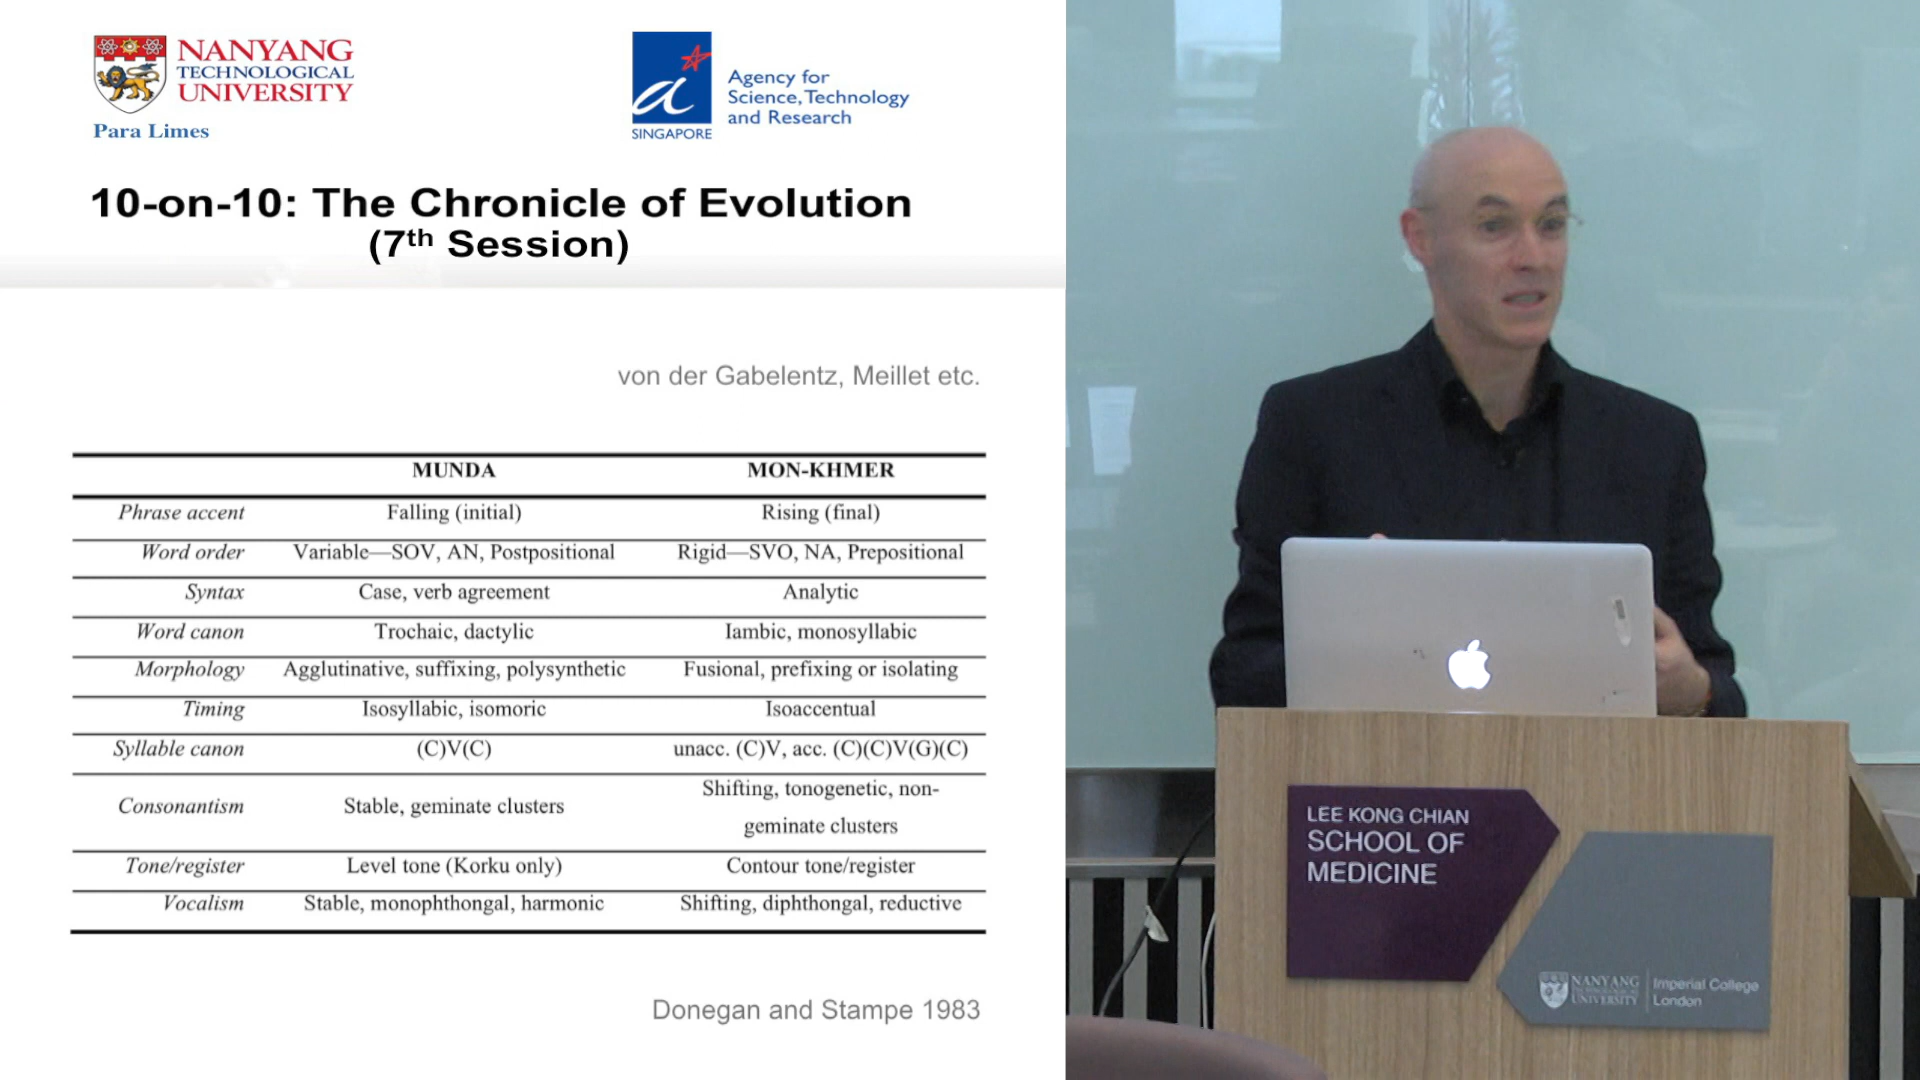 NANYANG
TECHNOLOGICAL
UNIVERSITY
Para Limes
a
SINGAPORE
Agency for
Science, Technology
and Research
10-on-10: The Chronicle of Evolution
(7th Session)
von der Gabelentz, Meillet etc.
MUNDA MON-KHMER
Phrase accent Falling (initial) Rising (final)
Word order Variable—SOV, AN, Postpositional Rigid—SVO, NA, Prepositional
Syntax Case, verb agreement Analytic
Word canon Trochaic, dactylic Iambic, monosyllabic
Morphology Agglutinative, suffixing, polysynthetic Fusional, prefixing or isolating
Timing Isosyllabic, isomoric Isoaccentual
Syllable canon (C)V(C) unacc. (C)V, acc. (C)(C)V(G)(C)
Consonantism Stable, geminate clusters Shifting, tonogenetic, non-
geminate clusters
Tone/register Level tone (Korku only) Contour tone/register
Vocalism Stable, monophthongal, harmonic Shifting, diphthongal, reductive
Donegan and Stampe 1983
LEE KONG CHIAN
SCHOOL OF
MEDICINE
NANYANG
TECHNOLOGICAL
UNIVERSITY
Imperial College
London